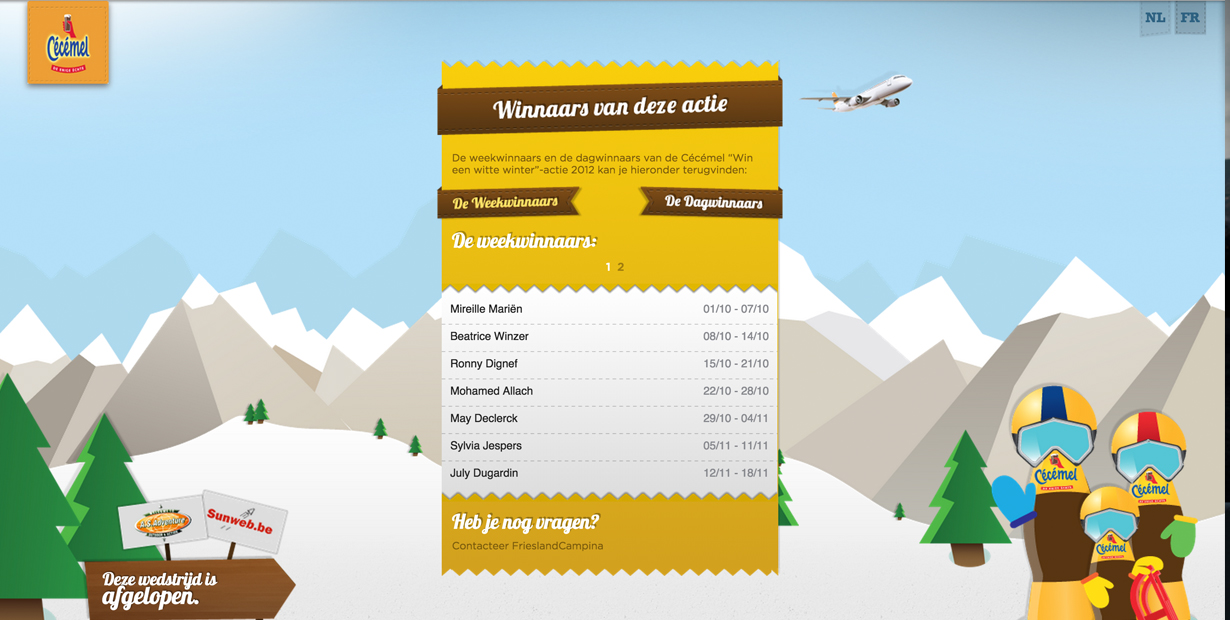 Cécémel
DE ENIGE ECHTE
NL FR
Winnaars van deze actie
De weekwinnaars en de dagwinnaars van de Cécémel "Win
een witte winter"-actie 2012 kan je hieronder terugvinden:
De Weekwinnaars
De Dagwinnaars
De weekwinnaars:
1 2
Mireille Mariën 01/10 - 07/10
Beatrice Winzer 08/10 - 14/10
Ronny Dignef 15/10 - 21/10
Mohamed Allach 22/10 - 28/10
May Declerck 29/10 - 04/11
Sylvia Jespers 05/11 - 11/11
July Dugardin 12/11 - 18/11
Heb je nog vragen?
Contacteer FrieslandCampina
A.S. Adventure
Sunweb.be
Deze wedstrijd is
afgelopen.
Cécémel
Cécémel
Cécémel